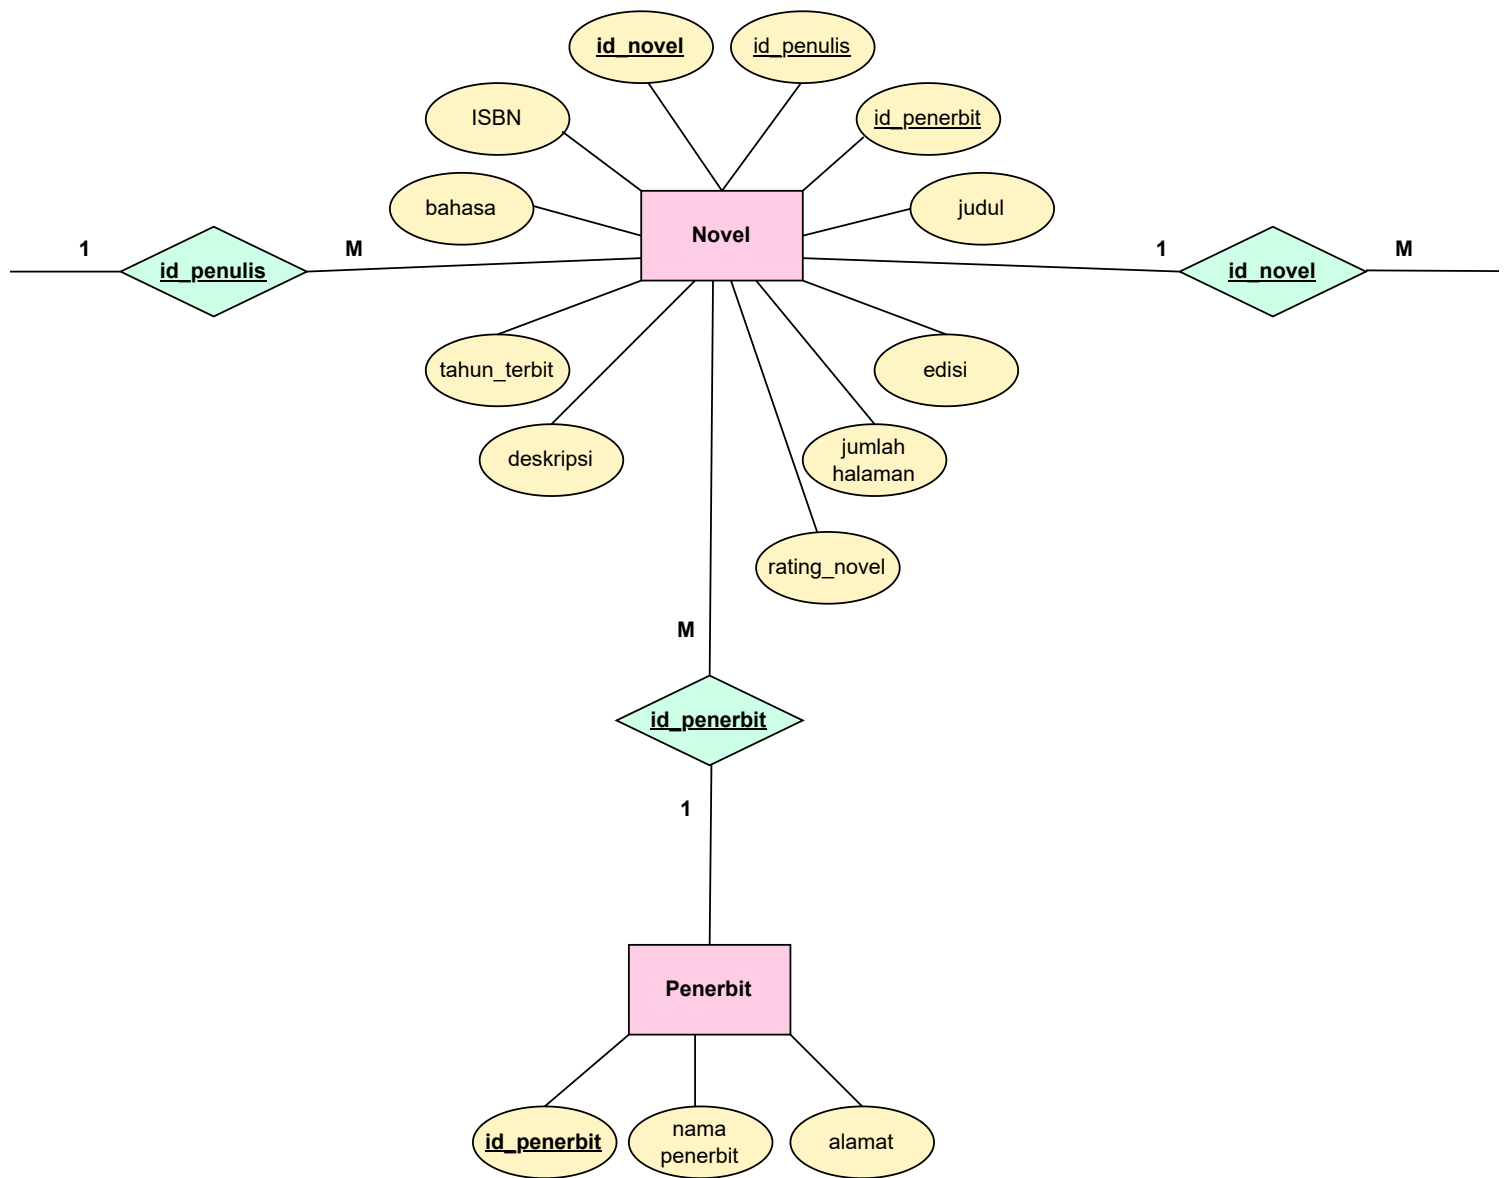 id_novel
id_penulis
ISBN
id_penerbit
bahasa
judul
Novel
1
M
1
M
id_penulis
id_novel
tahun_terbit
edisi
deskripsi
jumlah
halaman
rating_novel
M
id_penerbit
1
Penerbit
id_penerbit
nama
penerbit
alamat